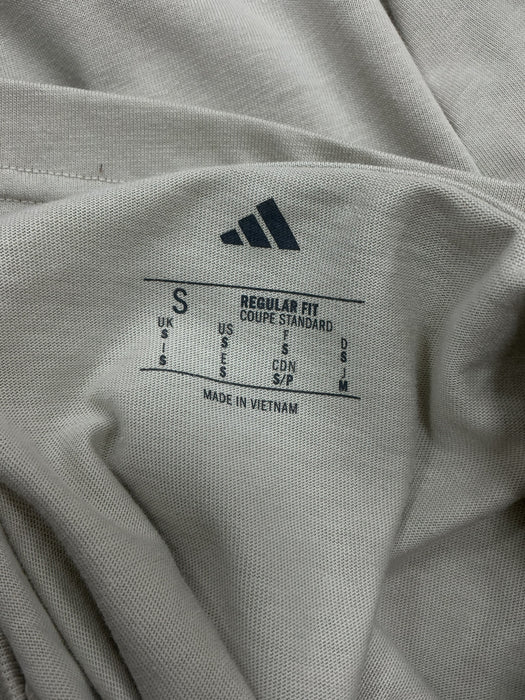 S REGULAR FIT
COUPE STANDARD
UK US F D
S S S S
I E CDN J
S S S/P M
MADE IN VIETNAM